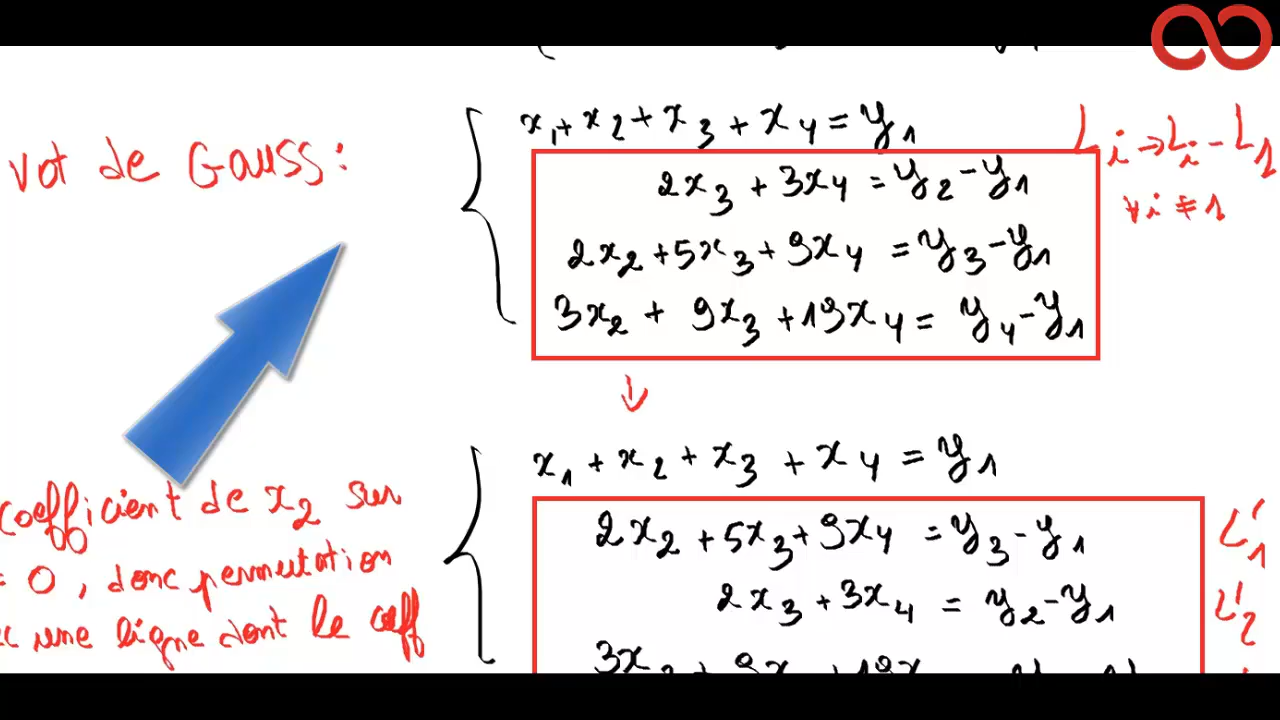 x₁ + x₂ + x₃ + x₄ = y₁
vot de Gauss :
Lᵢ → Lᵢ - L₁
∀i ≠ 1
2x₃ + 3x₄ = y₂ - y₁
2x₂ + 5x₃ + 9x₄ = y₃ - y₁
3x₂ + 9x₃ + 19x₄ = y₄ - y₁
↓
x₁ + x₂ + x₃ + x₄ = y₁
coefficient de x₂ sur
= 0, donc permutation
une ligne dont le coeff
2x₂ + 5x₃ + 9x₄ = y₃ - y₁
L'₁
2x₃ + 3x₄ = y₂ - y₁
L'₂